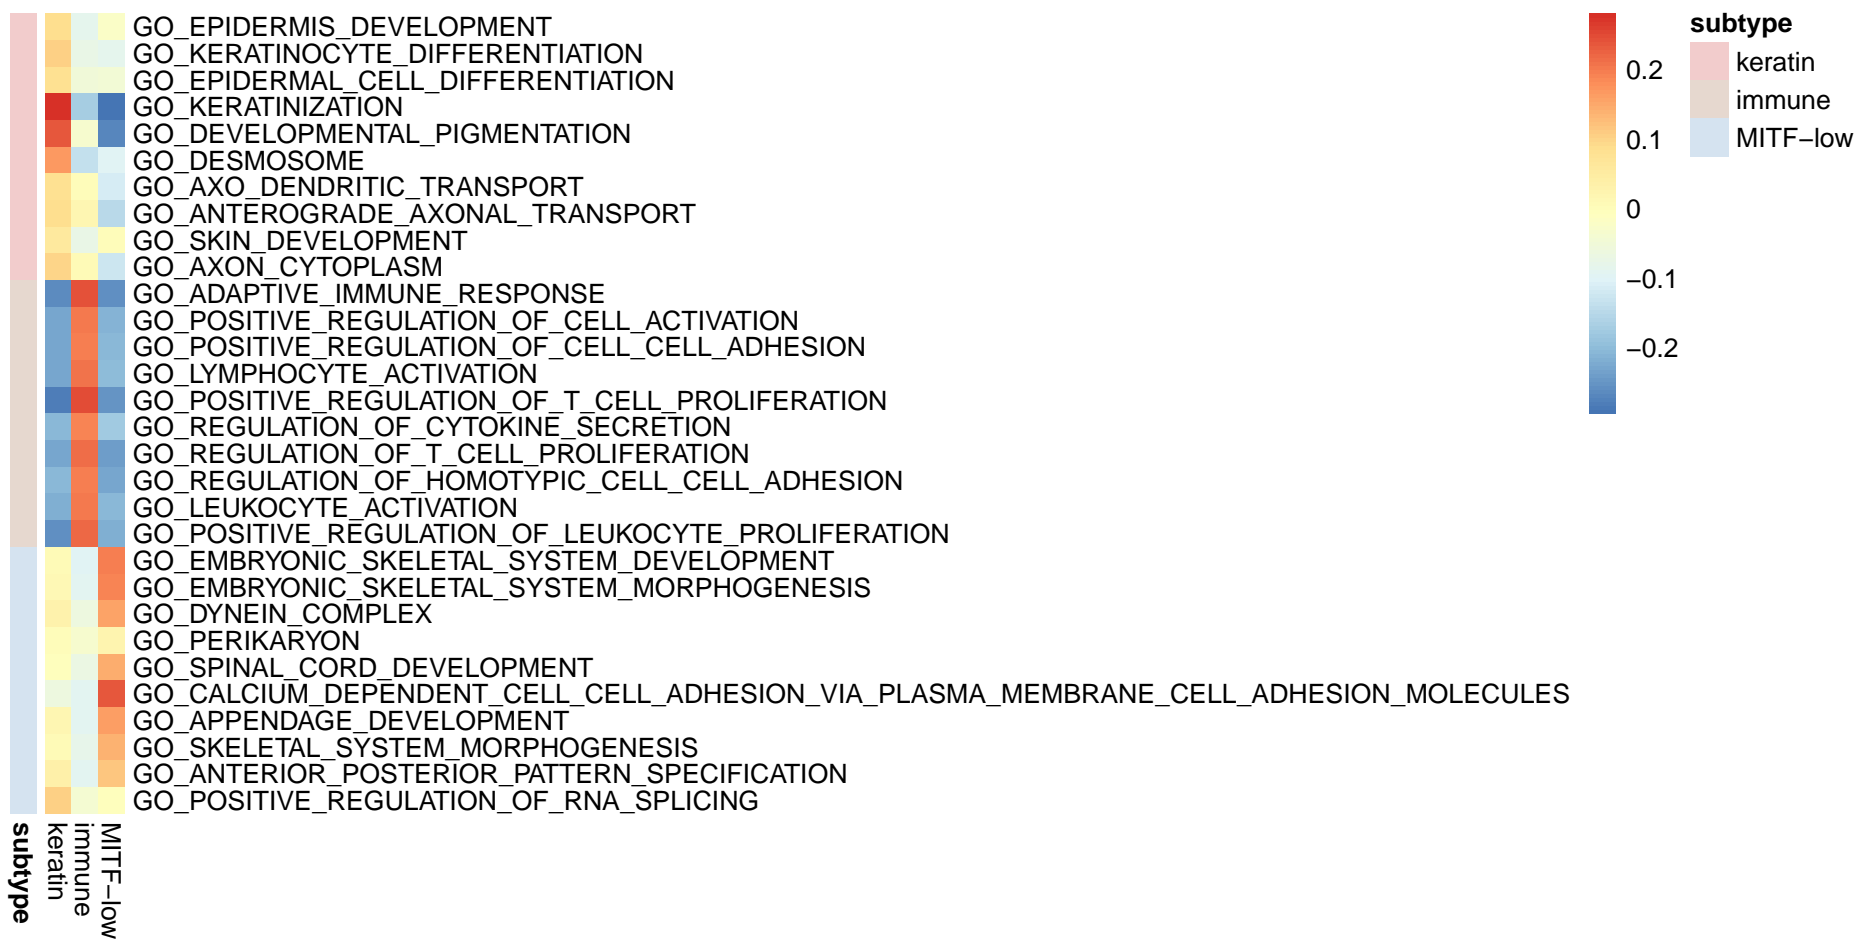 GO_EPIDERMIS_DEVELOPMENT
GO_KERATINOCYTE_DIFFERENTIATION
GO_EPIDERMAL_CELL_DIFFERENTIATION
GO_KERATINIZATION
GO_DEVELOPMENTAL_PIGMENTATION
GO_DESMOSOME
GO_AXO_DENDRITIC_TRANSPORT
GO_ANTEROGRADE_AXONAL_TRANSPORT
GO_SKIN_DEVELOPMENT
GO_AXON_CYTOPLASM
GO_ADAPTIVE_IMMUNE_RESPONSE
GO_POSITIVE_REGULATION_OF_CELL_ACTIVATION
GO_POSITIVE_REGULATION_OF_CELL_CELL_ADHESION
GO_LYMPHOCYTE_ACTIVATION
GO_POSITIVE_REGULATION_OF_T_CELL_PROLIFERATION
GO_REGULATION_OF_CYTOKINE_SECRETION
GO_REGULATION_OF_T_CELL_PROLIFERATION
GO_REGULATION_OF_HOMOTYPIC_CELL_CELL_ADHESION
GO_LEUKOCYTE_ACTIVATION
GO_POSITIVE_REGULATION_OF_LEUKOCYTE_PROLIFERATION
GO_EMBRYONIC_SKELETAL_SYSTEM_DEVELOPMENT
GO_EMBRYONIC_SKELETAL_SYSTEM_MORPHOGENESIS
GO_DYNEIN_COMPLEX
GO_PERIKARYON
GO_SPINAL_CORD_DEVELOPMENT
GO_CALCIUM_DEPENDENT_CELL_CELL_ADHESION_VIA_PLASMA_MEMBRANE_CELL_ADHESION_MOLECULES
GO_APPENDAGE_DEVELOPMENT
GO_SKELETAL_SYSTEM_MORPHOGENESIS
GO_ANTERIOR_POSTERIOR_PATTERN_SPECIFICATION
GO_POSITIVE_REGULATION_OF_RNA_SPLICING
subtype
keratin
immune
MITF−low
0.2
0.1
0
−0.1
−0.2
subtype
keratin
immune
MITF−low